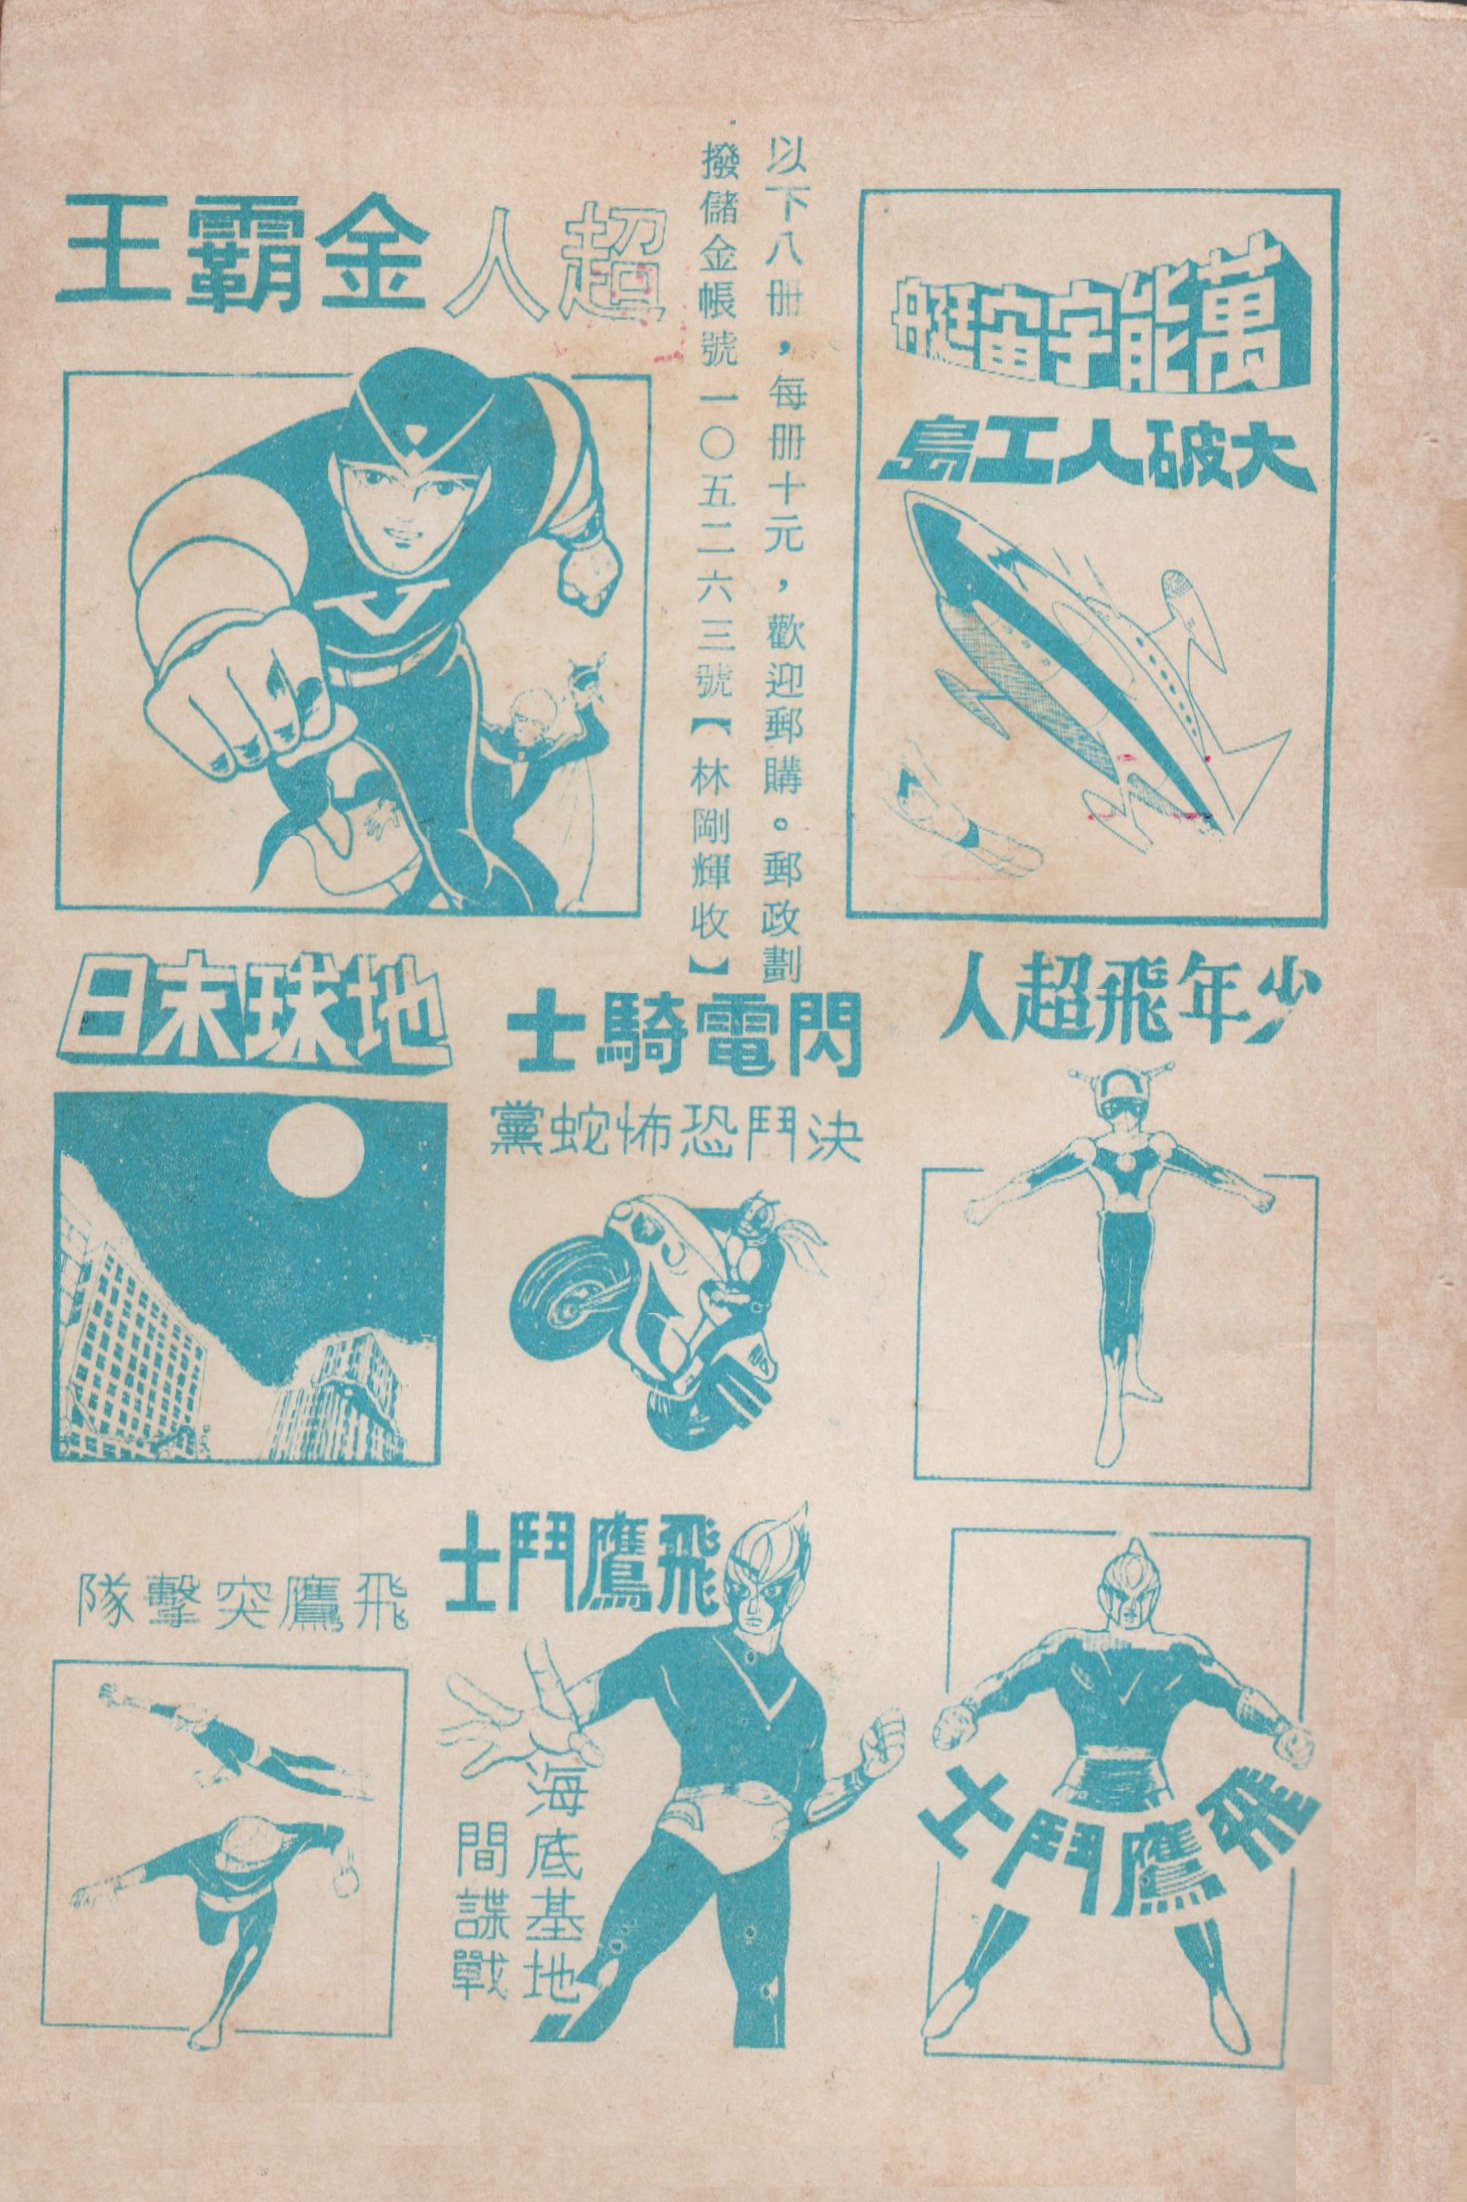 萬能宇宙艇
大破人工島
以下八冊，每冊十元，歡迎郵購。郵政劃
撥儲金帳號一〇五二六三號【林剛輝收】
超人金霸王
少年飛超人
閃電騎士
決鬥恐怖蛇黨
地球末日
飛鷹鬥士
飛鷹鬥士
海底基地
間諜戰
飛鷹突擊隊